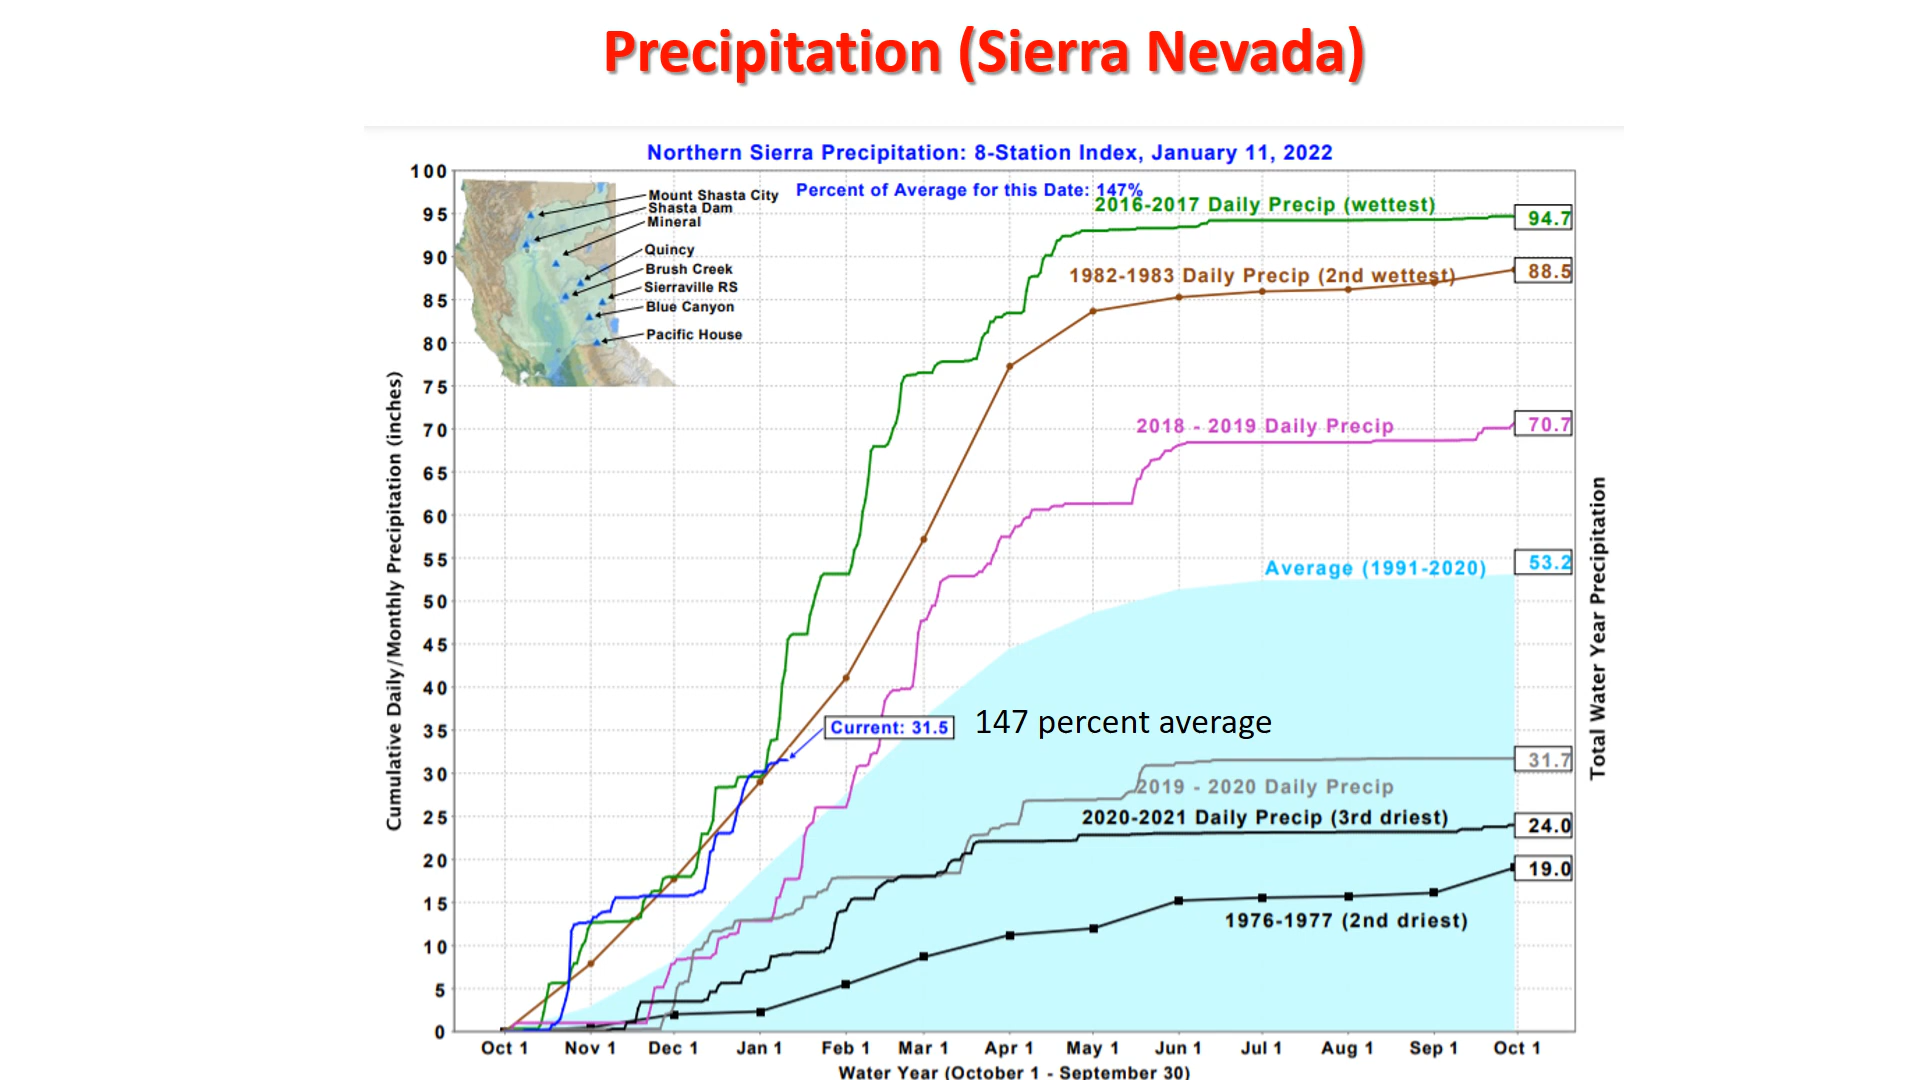 Precipitation (Sierra Nevada)
Northern Sierra Precipitation: 8-Station Index, January 11, 2022
Percent of Average for this Date: 147%
Mount Shasta City
Shasta Dam
Mineral
Quincy
Brush Creek
Sierraville RS
Blue Canyon
Pacific House
2016-2017 Daily Precip (wettest)
94.7
1982-1983 Daily Precip (2nd wettest)
88.5
2018 - 2019 Daily Precip
70.7
Average (1991-2020)
53.2
Current: 31.5
147 percent average
31.7
2019 - 2020 Daily Precip
2020-2021 Daily Precip (3rd driest)
24.0
19.0
1976-1977 (2nd driest)
Cumulative Daily/Monthly Precipitation (inches)
100
95
90
85
80
75
70
65
60
55
50
45
40
35
30
25
20
15
10
5
0
Total Water Year Precipitation
Oct 1 Nov 1 Dec 1 Jan 1 Feb 1 Mar 1 Apr 1 May 1 Jun 1 Jul 1 Aug 1 Sep 1 Oct 1
Water Year (October 1 - September 30)